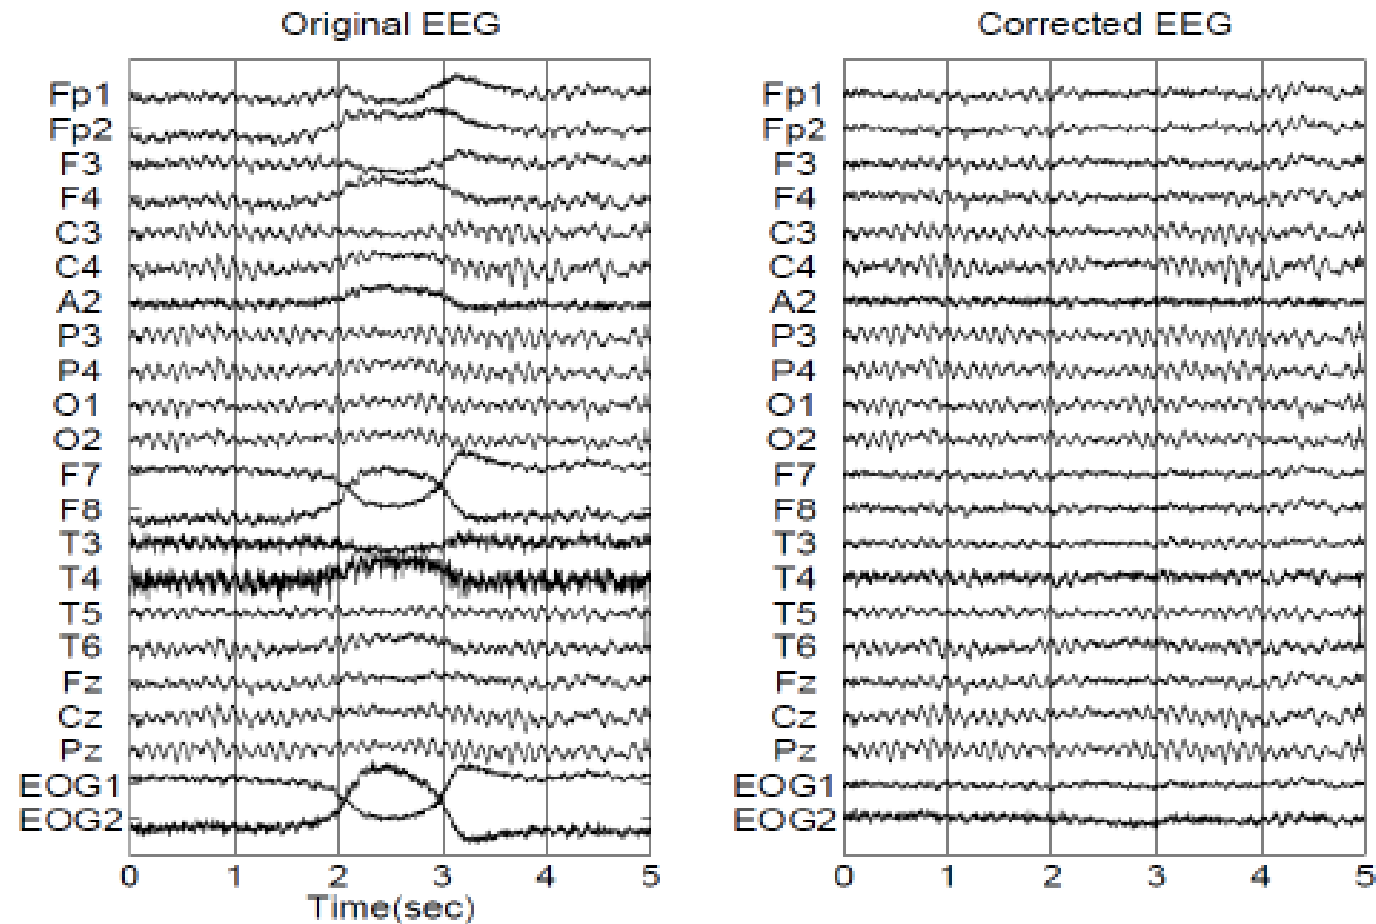 Original EEG
Fp1
Fp2
F3
F4
C3
C4
A2
P3
P4
O1
O2
F7
F8
T3
T4
T5
T6
Fz
Cz
Pz
EOG1
EOG2
0 1 2 3 4 5
Time(sec)
Corrected EEG
Fp1
Fp2
F3
F4
C3
C4
A2
P3
P4
O1
O2
F7
F8
T3
T4
T5
T6
Fz
Cz
Pz
EOG1
EOG2
0 1 2 3 4 5